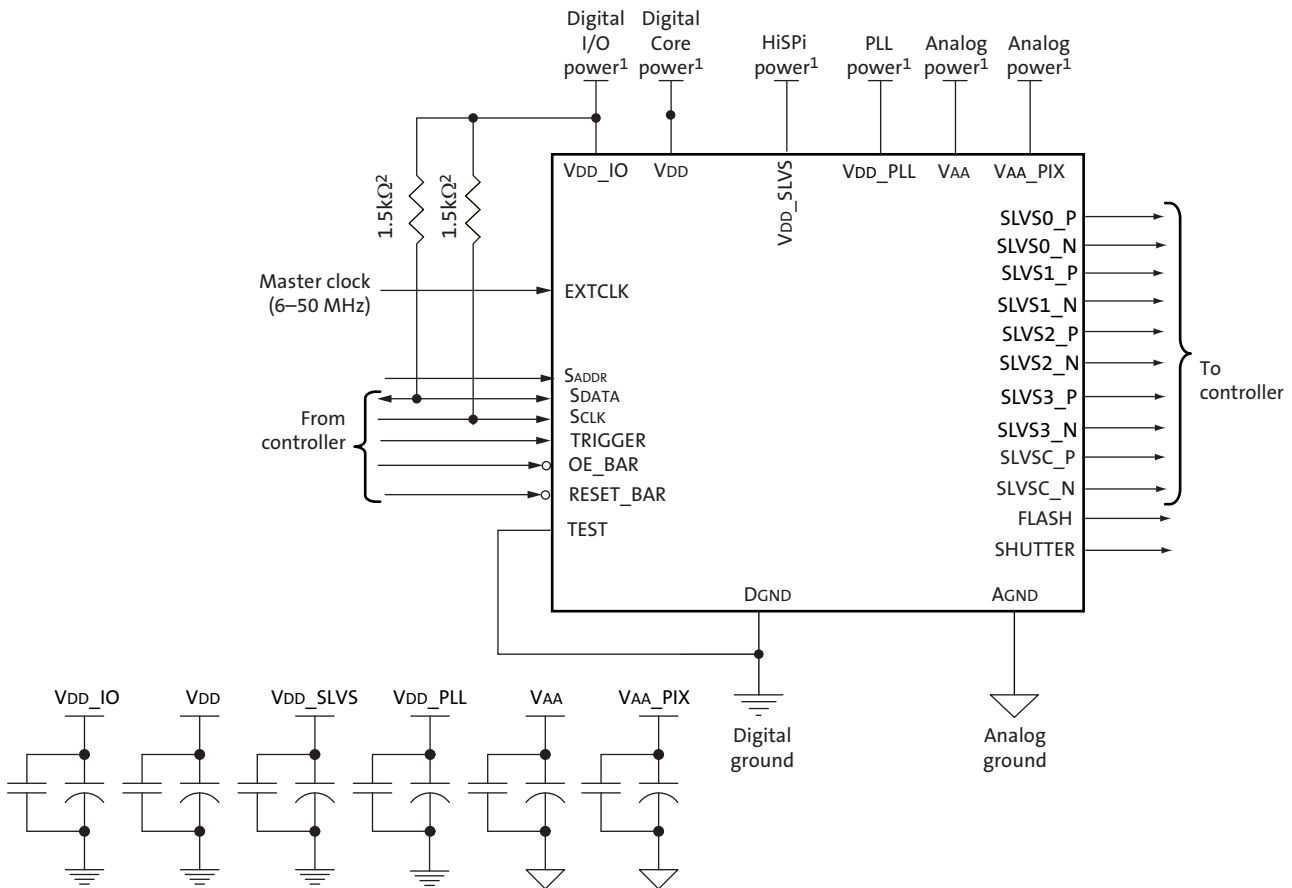 Digital
I/O
power1
Digital
Core
power1
HiSPi
power1
PLL
power1
Analog
power1
Analog
power1
VDD_IO
VDD
VDD_SLVS
VDD_PLL
VAA
VAA_PIX
1.5kΩ2
1.5kΩ2
Master clock
(6–50 MHz)
EXTCLK
From
controller
SADDR
SDATA
SCLK
TRIGGER
OE_BAR
RESET_BAR
TEST
SLVS0_P
SLVS0_N
SLVS1_P
SLVS1_N
SLVS2_P
SLVS2_N
SLVS3_P
SLVS3_N
SLVSC_P
SLVSC_N
FLASH
SHUTTER
To
controller
DGND
AGND
Digital
ground
Analog
ground
VDD_IO
VDD
VDD_SLVS
VDD_PLL
VAA
VAA_PIX